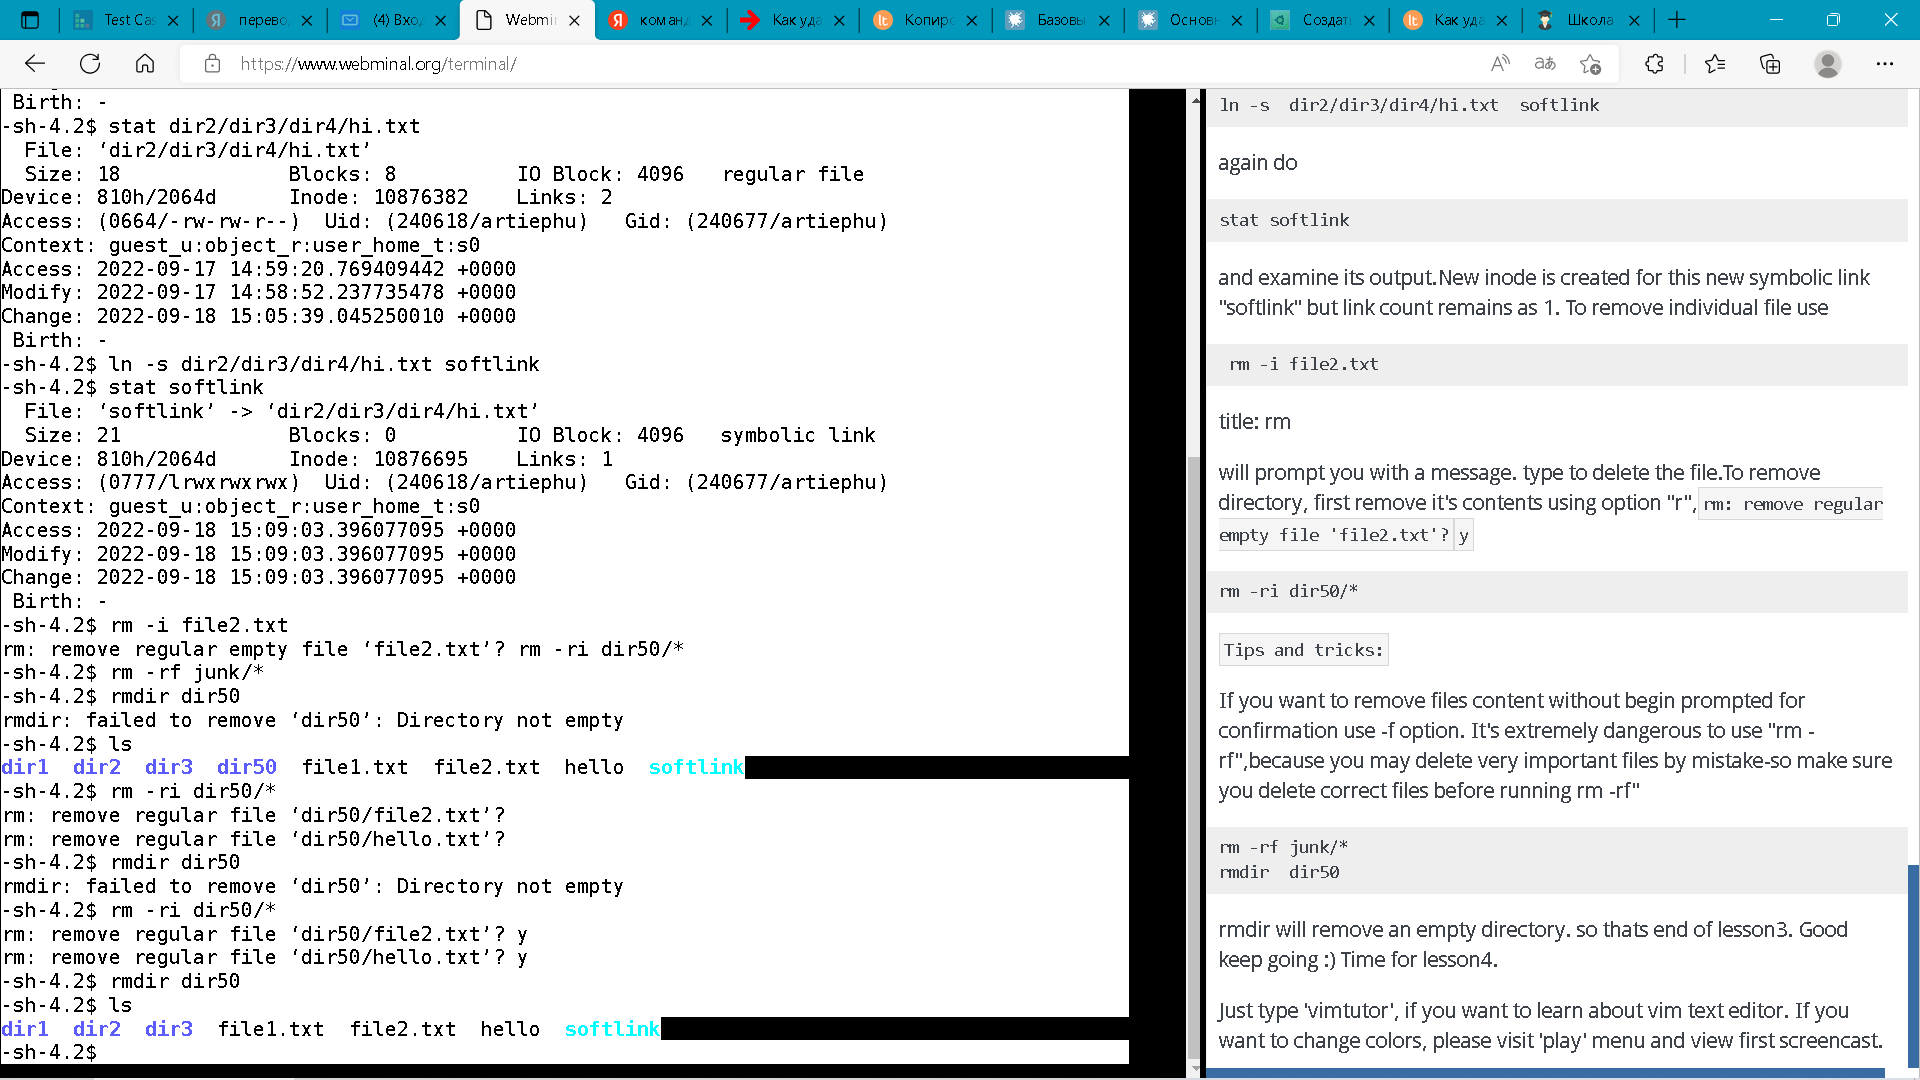 Test Cas
перевод
(4) Вхо
Webmin
команд
Как уда
Копиро
Базовы
Основн
Создать
Как уда
Школа
https://www.webminal.org/terminal/
Birth: -
-sh-4.2$ stat dir2/dir3/dir4/hi.txt
File: ‘dir2/dir3/dir4/hi.txt’
Size: 18 Blocks: 8 IO Block: 4096 regular file
Device: 810h/2064d Inode: 10876382 Links: 2
Access: (0664/-rw-rw-r--) Uid: (240618/artiephu) Gid: (240677/artiephu)
Context: guest_u:object_r:user_home_t:s0
Access: 2022-09-17 14:59:20.769409442 +0000
Modify: 2022-09-17 14:58:52.237735478 +0000
Change: 2022-09-18 15:05:39.045250010 +0000
Birth: -
-sh-4.2$ ln -s dir2/dir3/dir4/hi.txt softlink
-sh-4.2$ stat softlink
File: ‘softlink’ -> ‘dir2/dir3/dir4/hi.txt’
Size: 21 Blocks: 0 IO Block: 4096 symbolic link
Device: 810h/2064d Inode: 10876695 Links: 1
Access: (0777/lrwxrwxrwx) Uid: (240618/artiephu) Gid: (240677/artiephu)
Context: guest_u:object_r:user_home_t:s0
Access: 2022-09-18 15:09:03.396077095 +0000
Modify: 2022-09-18 15:09:03.396077095 +0000
Change: 2022-09-18 15:09:03.396077095 +0000
Birth: -
-sh-4.2$ rm -i file2.txt
rm: remove regular empty file ‘file2.txt’? rm -ri dir50/*
-sh-4.2$ rm -rf junk/*
-sh-4.2$ rmdir dir50
rmdir: failed to remove ‘dir50’: Directory not empty
-sh-4.2$ ls
dir1 dir2 dir3 dir50 file1.txt file2.txt hello softlink
-sh-4.2$ rm -ri dir50/*
rm: remove regular file ‘dir50/file2.txt’?
rm: remove regular file ‘dir50/hello.txt’?
-sh-4.2$ rmdir dir50
rmdir: failed to remove ‘dir50’: Directory not empty
-sh-4.2$ rm -ri dir50/*
rm: remove regular file ‘dir50/file2.txt’? y
rm: remove regular file ‘dir50/hello.txt’? y
-sh-4.2$ rmdir dir50
-sh-4.2$ ls
dir1 dir2 dir3 file1.txt file2.txt hello softlink
-sh-4.2$
ln -s dir2/dir3/dir4/hi.txt softlink
again do
stat softlink
and examine its output.New inode is created for this new symbolic link
"softlink" but link count remains as 1. To remove individual file use
rm -i file2.txt
title: rm
will prompt you with a message. type to delete the file.To remove
directory, first remove it's contents using option "r", rm: remove regular
empty file 'file2.txt'? y
rm -ri dir50/*
Tips and tricks:
If you want to remove files content without begin prompted for
confirmation use -f option. It's extremely dangerous to use "rm -
rf",because you may delete very important files by mistake-so make sure
you delete correct files before running rm -rf"
rm -rf junk/*
rmdir dir50
rmdir will remove an empty directory. so thats end of lesson3. Good
keep going :) Time for lesson4.
Just type 'vimtutor', if you want to learn about vim text editor. If you
want to change colors, please visit 'play' menu and view first screencast.